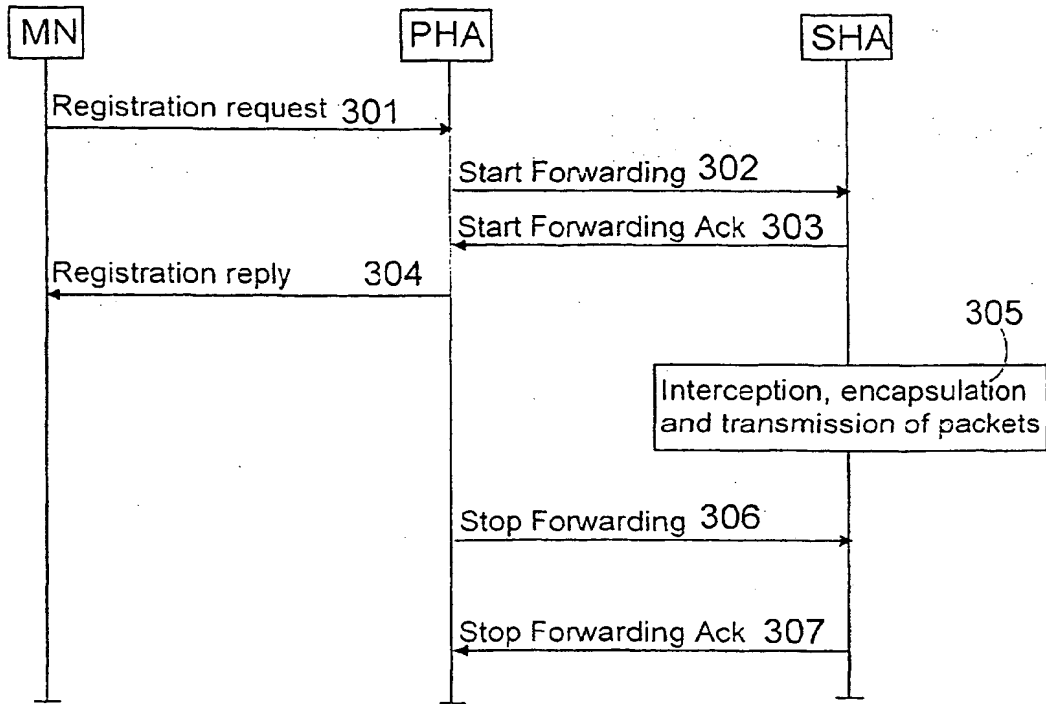 MN
PHA
SHA
Registration request 301
Start Forwarding 302
Start Forwarding Ack 303
Registration reply 304
305
Interception, encapsulation
and transmission of packets
Stop Forwarding 306
Stop Forwarding Ack 307